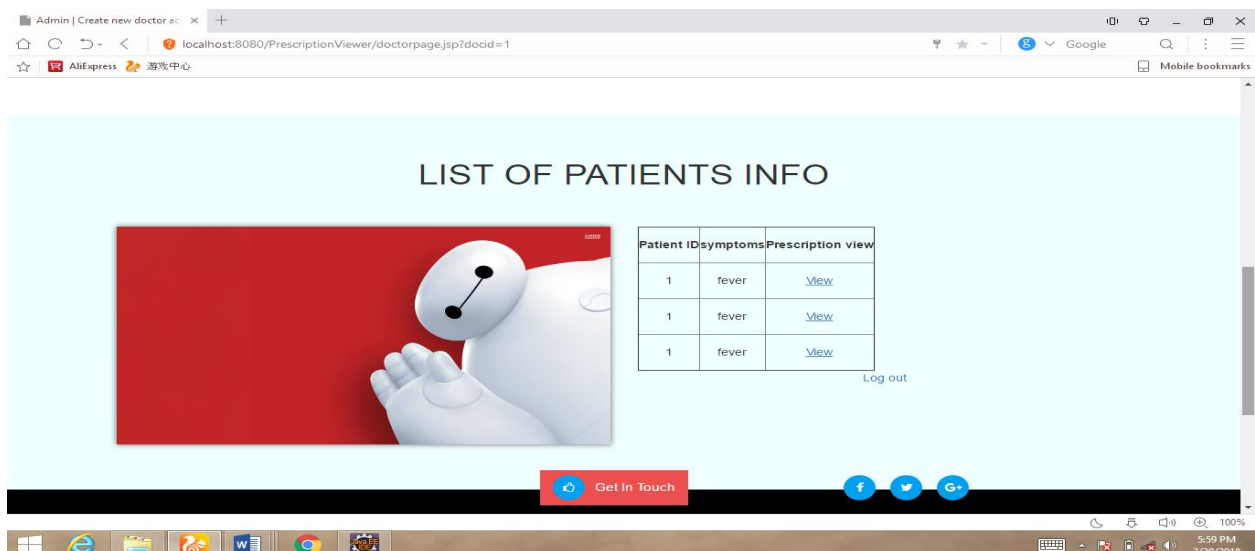 Admin | Create new doctor ac
localhost:8080/PrescriptionViewer/doctorpage.jsp?docid=1
Google
AliExpress 游戏中心
Mobile bookmarks
LIST OF PATIENTS INFO
Patient ID symptoms Prescription view
1 fever View
1 fever View
1 fever View
Log out
Get In Touch
100%
5:59 PM